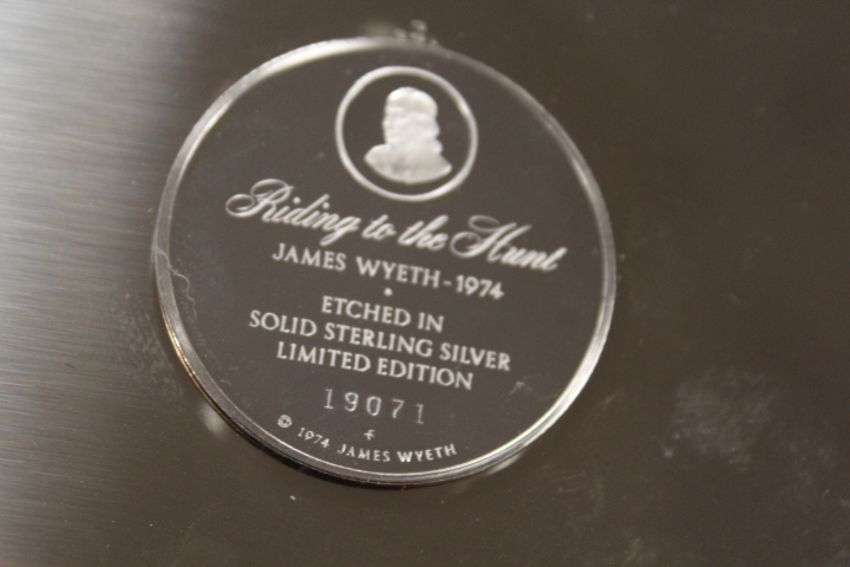 Riding to the Hunt
JAMES WYETH - 1974
•
ETCHED IN
SOLID STERLING SILVER
LIMITED EDITION
19071
© 1974 JAMES WYETH